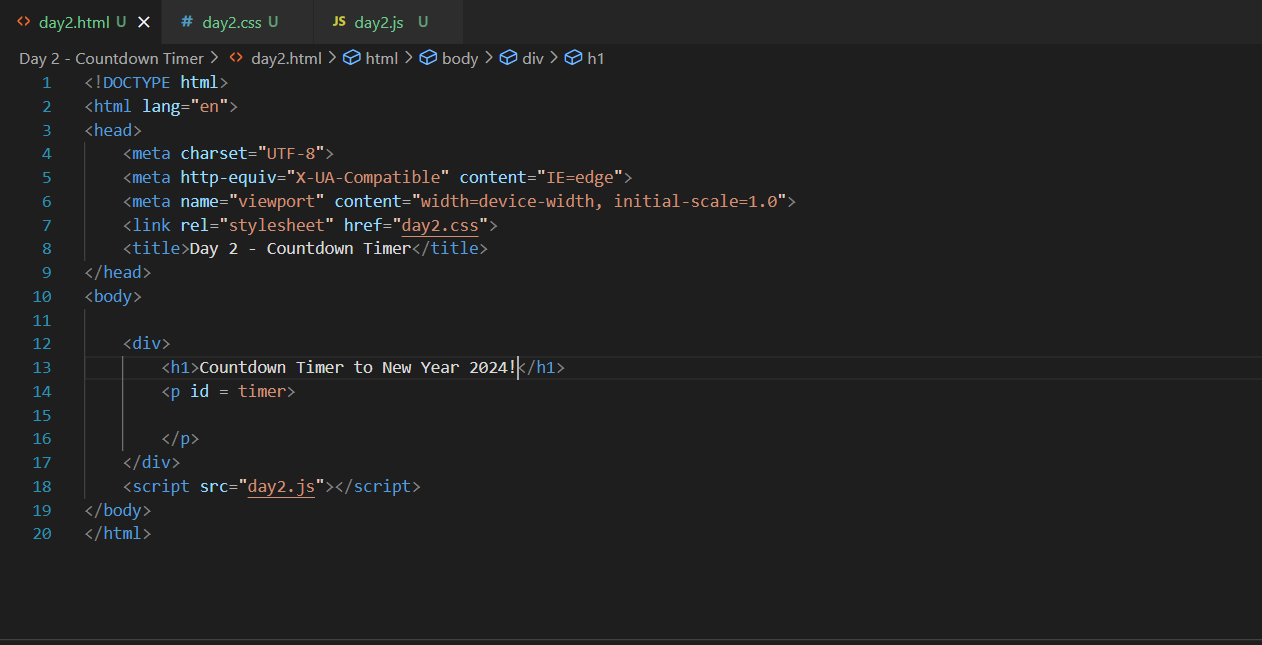 day2.html U
# day2.css U
JS day2.js U
Day 2 - Countdown Timer > day2.html > html > body > div > h1
1 <!DOCTYPE html>
2 <html lang="en">
3 <head>
4     <meta charset="UTF-8">
5     <meta http-equiv="X-UA-Compatible" content="IE=edge">
6     <meta name="viewport" content="width=device-width, initial-scale=1.0">
7     <link rel="stylesheet" href="day2.css">
8     <title>Day 2 - Countdown Timer</title>
9 </head>
10 <body>
11
12     <div>
13         <h1>Countdown Timer to New Year 2024!</h1>
14         <p id = timer>
15
16         </p>
17     </div>
18     <script src="day2.js"></script>
19 </body>
20 </html>